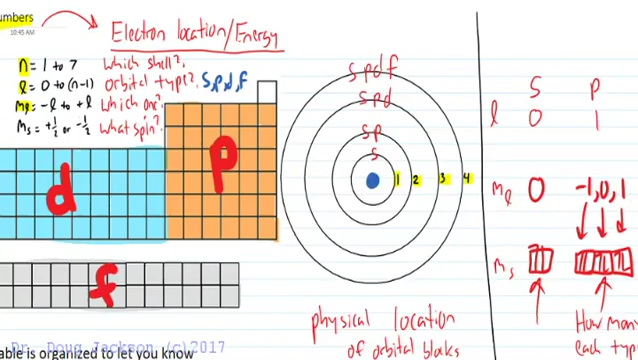 numbers
10:45 AM
Electron location/Energy
n = 1 to 7 Which shell?
l = 0 to (n-1) orbital type? s,p,d,f
ml = -l to +l Which one?
ms = +1/2 or -1/2 What spin?
d
p
f
s p d f
s p d
s p
s
1 2 3 4
physical location
of orbital blocks
s p
l 0 1
ml 0 -1, 0, 1
ms
How many
each typ
Dr. Doug Jackson (c)2017
able is organized to let you know